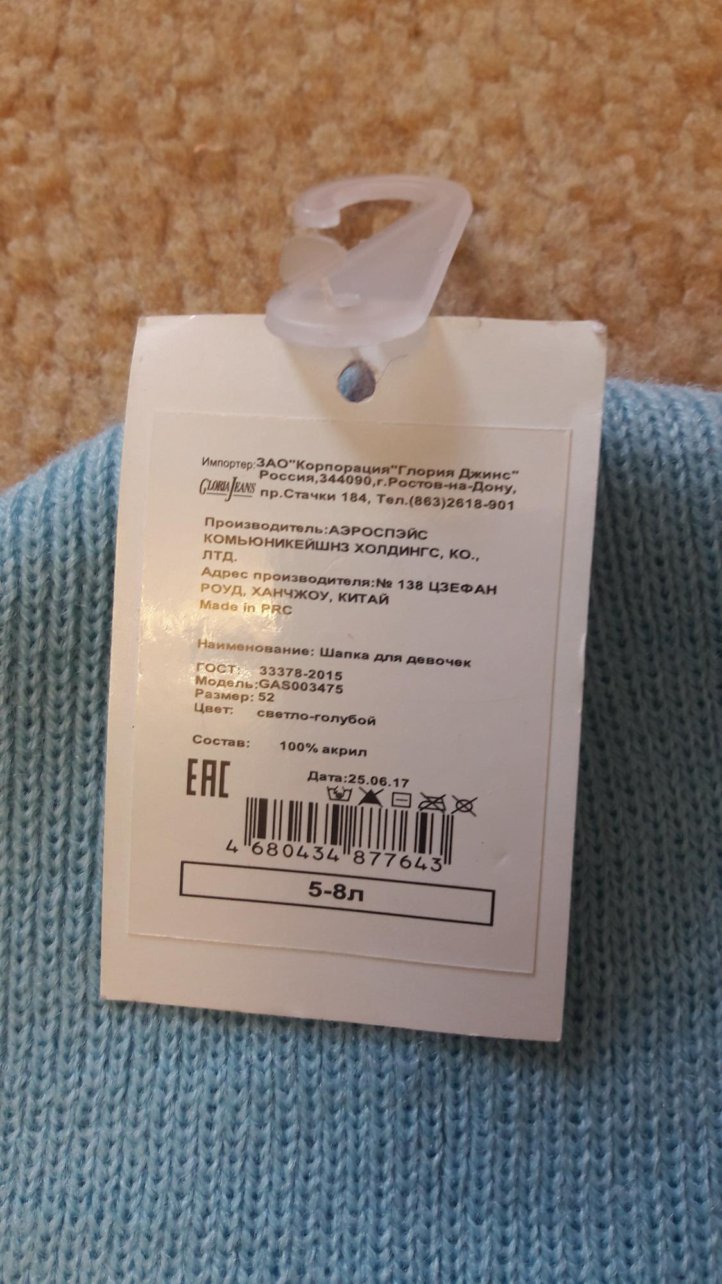 Импортер:ЗАО"Корпорация"Глория Джинс"
GLORIA JEANS Россия,344090,г.Ростов-на-Дону,
пр.Стачки 184, Тел.(863)2618-901
Производитель:АЭРОСПЭЙС
КОМЬЮНИКЕЙШНЗ ХОЛДИНГС, КО.,
ЛТД.
Адрес производителя:№ 138 ЦЗЕФАН
РОУД, ХАНЧЖОУ, КИТАЙ
Made in PRC
Наименование: Шапка для девочек
ГОСТ: 33378-2015
Модель:GAS003475
Размер: 52
Цвет: светло-голубой
Состав: 100% акрил
EAC
Дата:25.06.17
4 680434 877643
5-8л